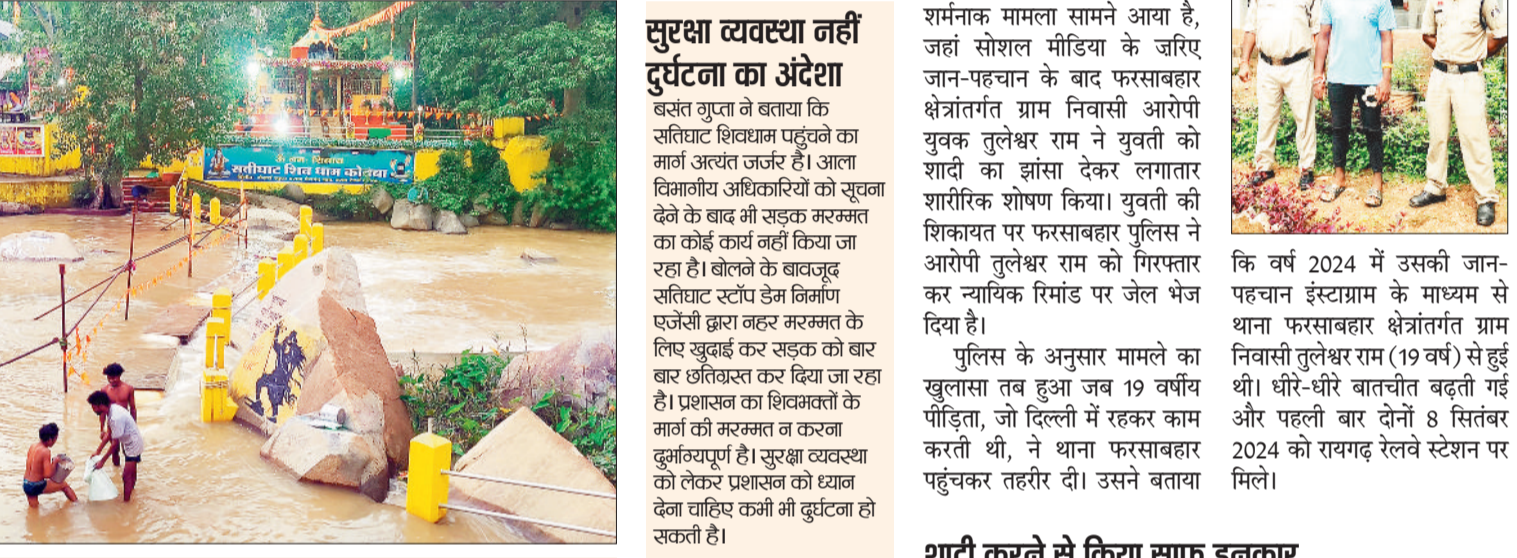 ॐ नमः शिवाय
सतीघाट शिव धाम कोतबा
सुरक्षा व्यवस्था नहीं
दुर्घटना का अंदेशा
बसंत गुप्ता ने बताया कि
सतिघाट शिवधाम पहुंचने का
मार्ग अत्यंत जर्जर है। आला
विभागीय अधिकारियों को सूचना
देने के बाद भी सड़क मरम्मत
का कोई कार्य नहीं किया जा
रहा है। बोलने के बावजूद
सतिघाट स्टॉप डेम निर्माण
एजेंसी द्वारा नहर मरम्मत के
लिए खुदाई कर सड़क को बार
बार छतिग्रस्त कर दिया जा रहा
है। प्रशासन का शिवभक्तों के
मार्ग की मरम्मत न करना
दुर्भाग्यपूर्ण है। सुरक्षा व्यवस्था
को लेकर प्रशासन को ध्यान
देना चाहिए कभी भी दुर्घटना हो
सकती है।
शर्मनाक मामला सामने आया है,
जहां सोशल मीडिया के जरिए
जान-पहचान के बाद फरसाबहार
क्षेत्रांतर्गत ग्राम निवासी आरोपी
युवक तुलेश्वर राम ने युवती को
शादी का झांसा देकर लगातार
शारीरिक शोषण किया। युवती की
शिकायत पर फरसाबहार पुलिस ने
आरोपी तुलेश्वर राम को गिरफ्तार
कर न्यायिक रिमांड पर जेल भेज
दिया है।
पुलिस के अनुसार मामले का
खुलासा तब हुआ जब 19 वर्षीय
पीड़िता, जो दिल्ली में रहकर काम
करती थी, ने थाना फरसाबहार
पहुंचकर तहरीर दी। उसने बताया
कि वर्ष 2024 में उसकी जान-
पहचान इंस्टाग्राम के माध्यम से
थाना फरसाबहार क्षेत्रांतर्गत ग्राम
निवासी तुलेश्वर राम (19 वर्ष) से हुई
थी। धीरे-धीरे बातचीत बढ़ती गई
और पहली बार दोनों 8 सितंबर
2024 को रायगढ़ रेलवे स्टेशन पर
मिले।
शादी करने से किया साफ इनकार